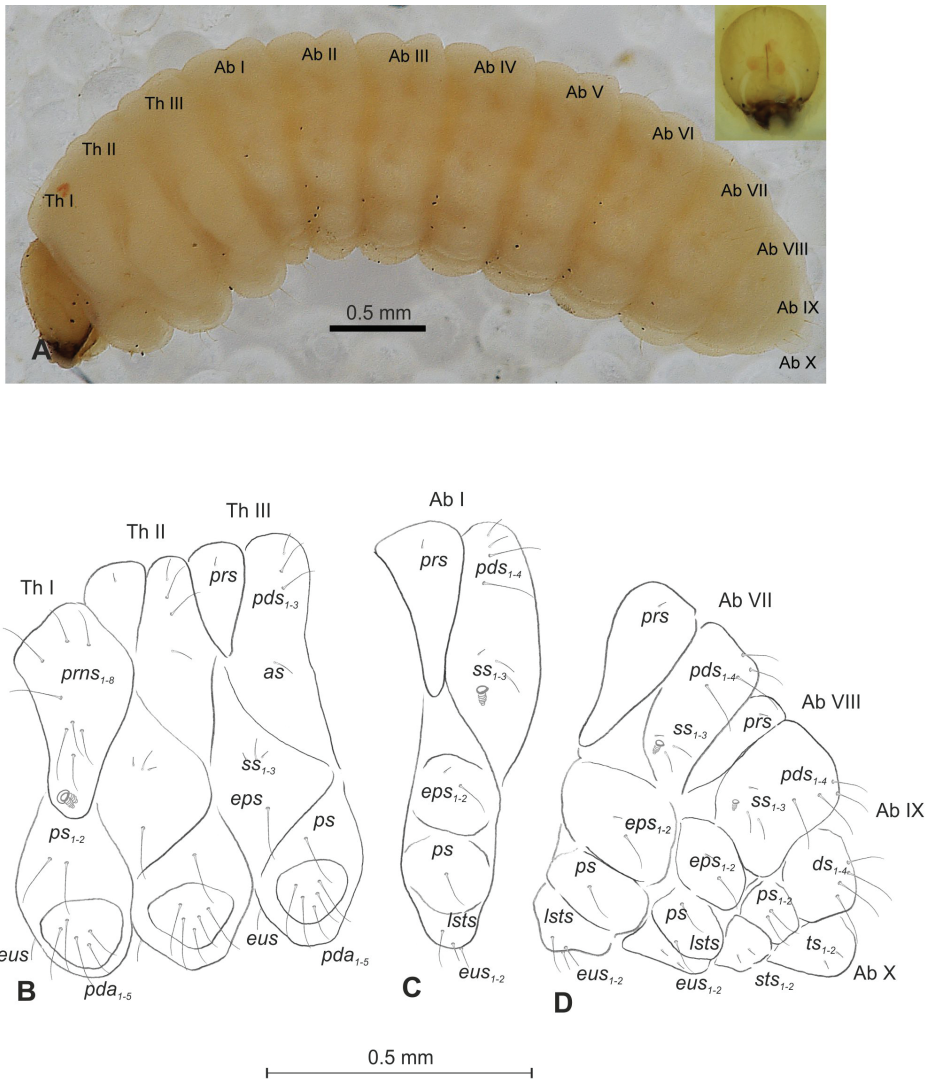 Ab I
Ab II
Ab III
Ab IV
Ab V
Th III
Ab VI
Th II
Ab VII
Th I
Ab VIII
Ab IX
0.5 mm
A
Ab X
Ab I
Th III
Th II
prs
prs
pds1-4
Th I
pds1-3
prs
Ab VII
prns1-8
as
ss1-3
pds1-4
Ab VIII
prs
ss1-3
ss1-3
pds1-4
eps
eps1-2
ss1-3
Ab IX
ps1-2
ps
ps
eps1-2
eps1-2
ds1-4
ps
ps1-2
lsts
lsts
ps
lsts
ts1-2
eus
eus
pda1-5
eus1-2
eus1-2
eus1-2
sts1-2
Ab X
B
pda1-5
C
D
0.5 mm